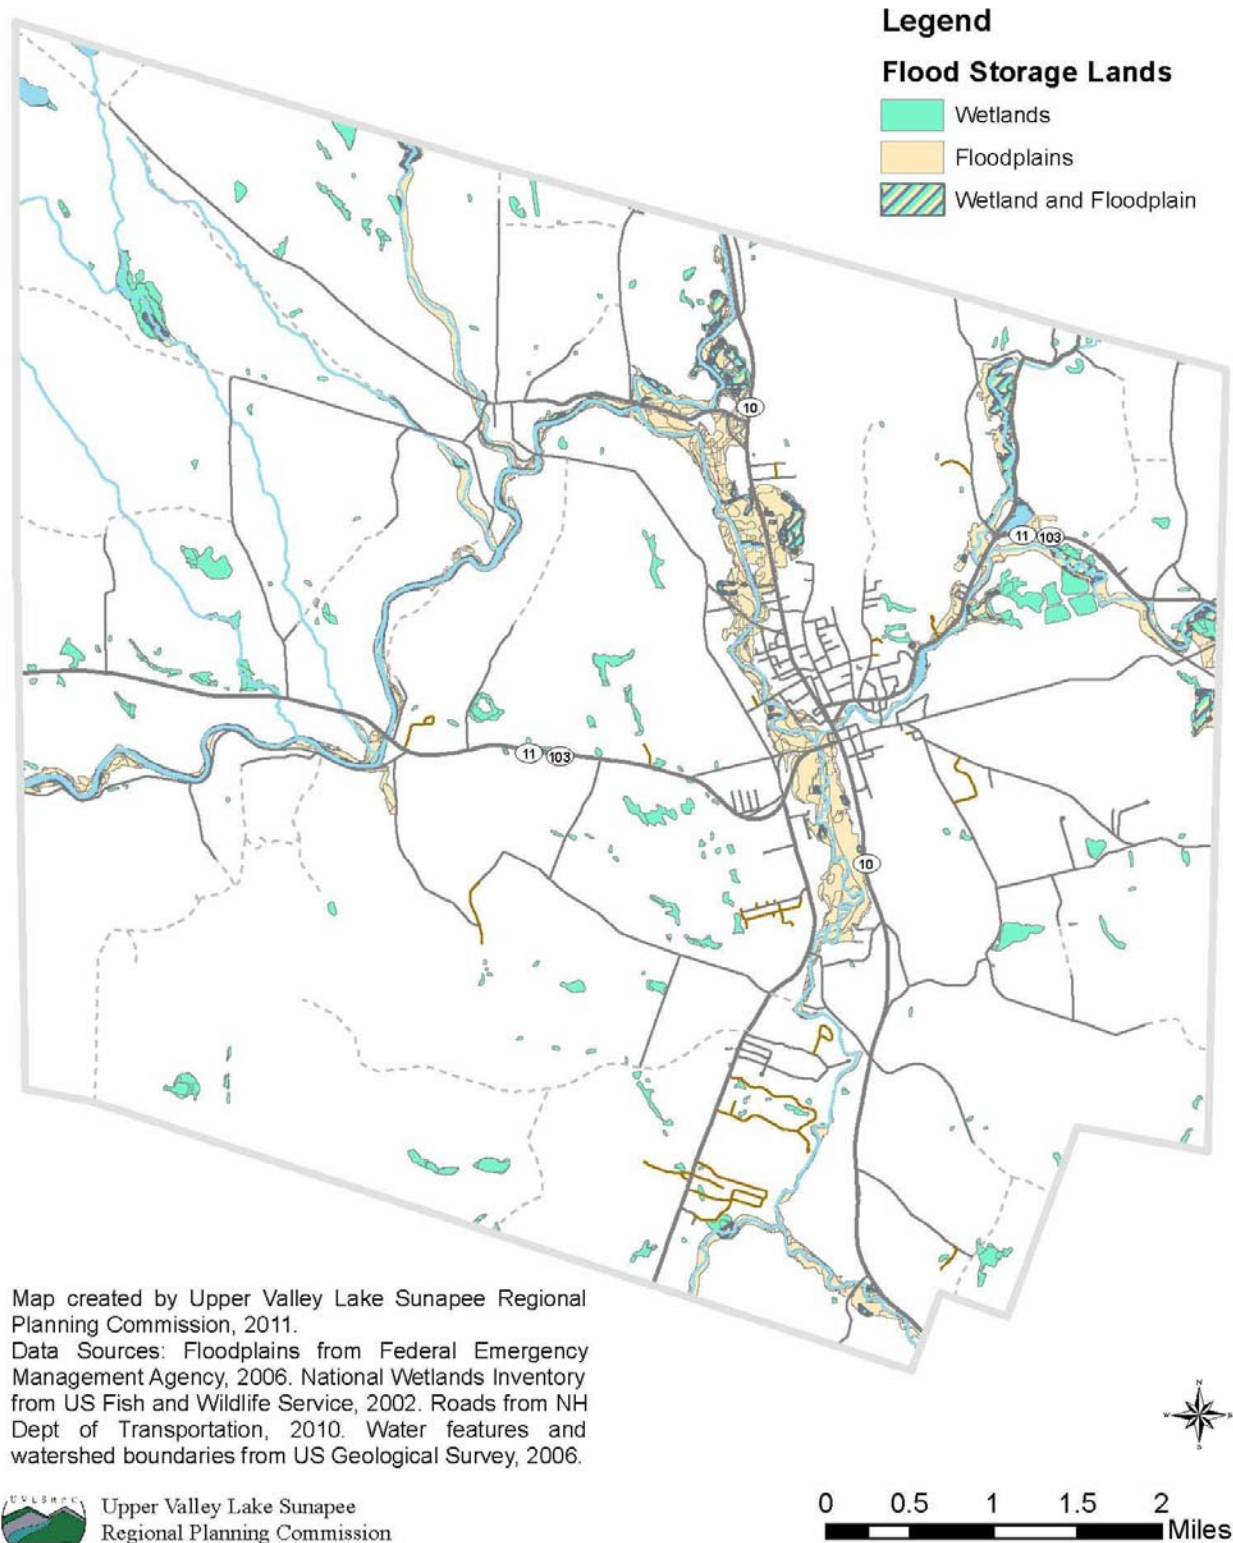 Legend
Flood Storage Lands
Wetlands
Floodplains
Wetland and Floodplain
10
11 103
11 103
10
Map created by Upper Valley Lake Sunapee Regional
Planning Commission, 2011.
Data Sources: Floodplains from Federal Emergency
Management Agency, 2006. National Wetlands Inventory
from US Fish and Wildlife Service, 2002. Roads from NH
Dept of Transportation, 2010. Water features and
watershed boundaries from US Geological Survey, 2006.
N
W E
S
UVLSRPC
Upper Valley Lake Sunapee
Regional Planning Commission
0 0.5 1 1.5 2
Miles